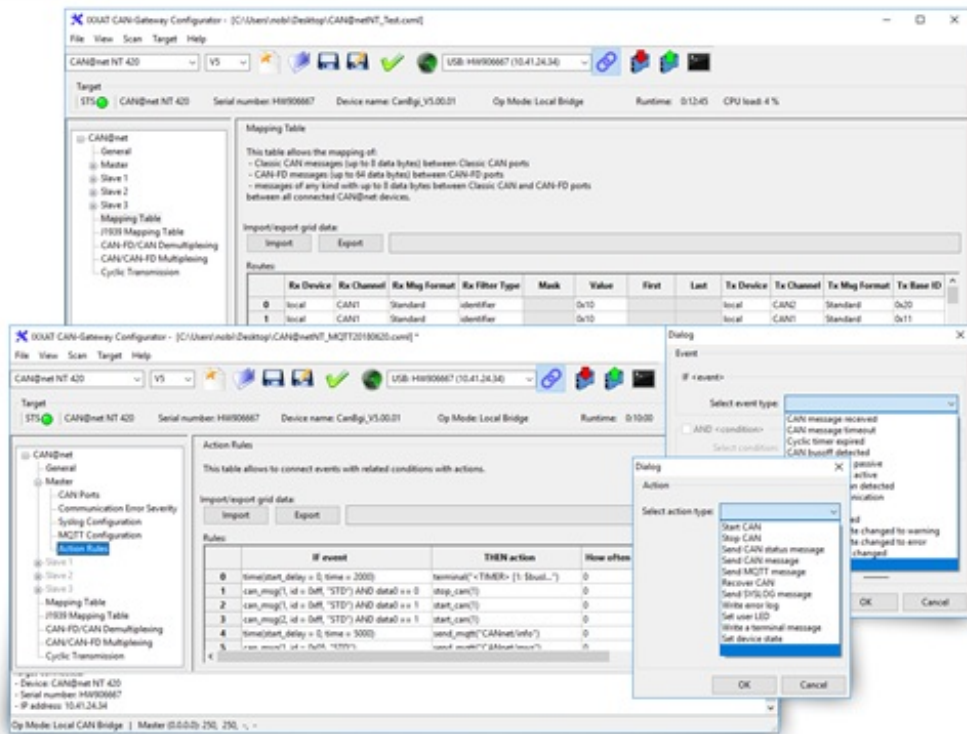 IXXAT CAN-Gateway Configurator - [C:\Users\nobi\Desktop\CAN@netNT_Test.cxml]
File View Scan Target Help
CAN@net NT 420 V5 USB: HW906667 (10.41.24.34)
Target
STS CAN@net NT 420 Serial number: HW906667 Device name: CanBgi_V5.00.01 Op Mode: Local Bridge Runtime: 0:12:45 CPU load: 4 %
CAN@net
General
Master
Slave 1
Slave 2
Slave 3
Mapping Table
J1939 Mapping Table
CAN-FD/CAN Demultiplexing
CAN/CAN-FD Multiplexing
Cyclic Transmission
Mapping Table
This table allows the mapping of:
- Classic CAN messages (up to 8 data bytes) between Classic CAN ports
- CAN-FD messages (up to 64 data bytes) between CAN-FD ports
- messages of any kind with up to 8 data bytes between Classic CAN and CAN-FD ports
between all connected CAN@net devices.
Import/export grid data:
Import Export
Routes:
Rx Device Rx Channel Rx Msg Format Rx Filter Type Mask Value First Last Tx Device Tx Channel Tx Msg Format Tx Base ID
0 local CAN1 Standard identifier 0x10 local CAN2 Standard 0x20
1 local CAN1 Standard identifier 0x10 local CAN1 Standard 0x11
IXXAT CAN-Gateway Configurator - [C:\Users\nobi\Desktop\CAN@netNT_MQTT20180620.cxml] *
File View Scan Target Help
CAN@net NT 420 V5 USB: HW906667 (10.41.24.34)
Target
STS CAN@net NT 420 Serial number: HW906667 Device name: CanBgi_V5.00.01 Op Mode: Local Bridge Runtime: 0:10:00
CAN@net
General
Master
CAN Ports
Communication Error Severity
Syslog Configuration
MQTT Configuration
Action Rules
Slave 1
Slave 2
Slave 3
Mapping Table
J1939 Mapping Table
CAN-FD/CAN Demultiplexing
CAN/CAN-FD Multiplexing
Cyclic Transmission
Action Rules
This table allows to connect events with related conditions with actions.
Import/export grid data:
Import Export
Rules:
IF event THEN action How often
0 time(start_delay = 0, time = 2000) terminal("<TIMER> [1: $busl...") 0
1 can_msg(1, id = 0xff, "STD") AND data0 == 0 stop_can(1) 0
2 can_msg(1, id = 0xff, "STD") AND data0 == 1 start_can(1) 0
3 can_msg(2, id = 0xff, "STD") AND data0 == 1 start_can(1) 0
4 time(start_delay = 0, time = 5000) send_mqtt("CANnet/info") 0
5
- Device: CAN@net NT 420
- Serial number: HW906667
- IP address: 10.41.24.34
Op Mode: Local CAN Bridge | Master (0.0.0.0): 250, 250, -, -
Dialog
Event
IF <event>
Select event type:
AND <condition>
Select condition:
CAN message received
CAN message timeout
Cyclic timer expired
CAN busoff detected
passive
active
detected
te changed to warning
te changed to error
changed
OK Cancel
Dialog
Action
Select action type:
Start CAN
Stop CAN
Send CAN status message
Send CAN message
Send MQTT message
Recover CAN
Send SYSLOG message
Write error log
Set user LED
Write a terminal message
Set device state
OK Cancel